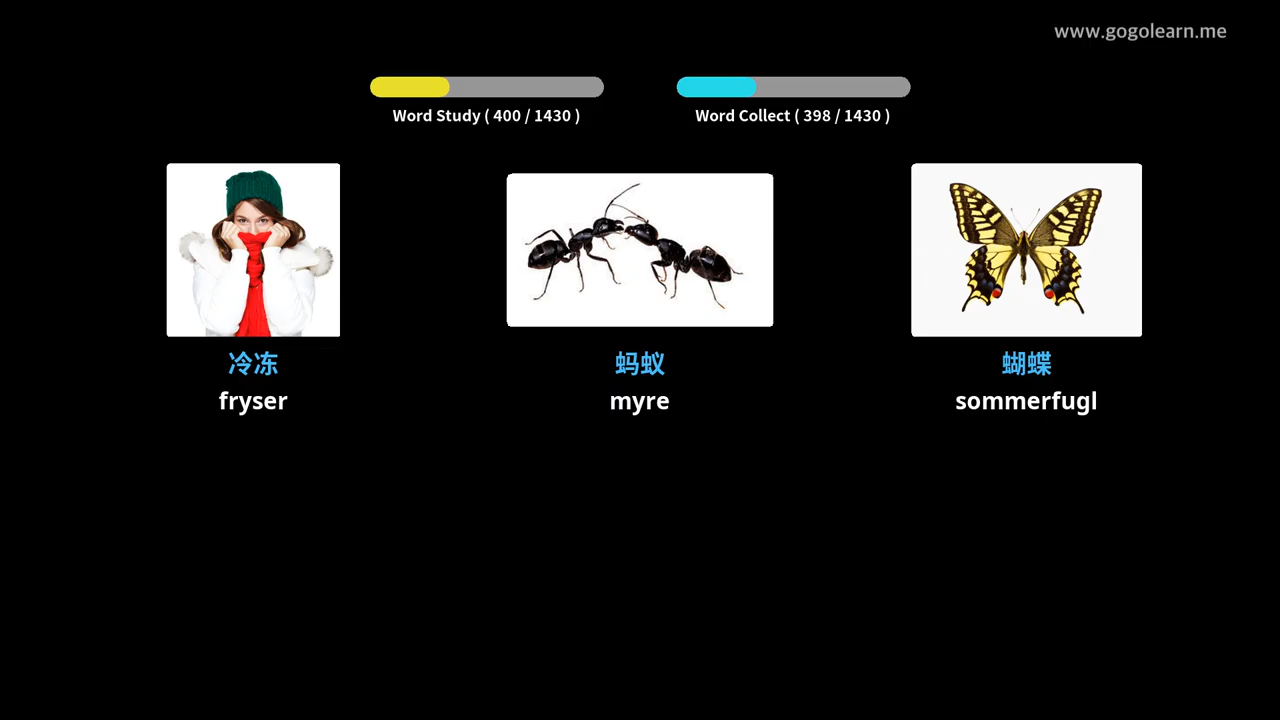 www.gogolearn.me
Word Study ( 400 / 1430 )
Word Collect ( 398 / 1430 )
冷冻
fryser
蚂蚁
myre
蝴蝶
sommerfugl